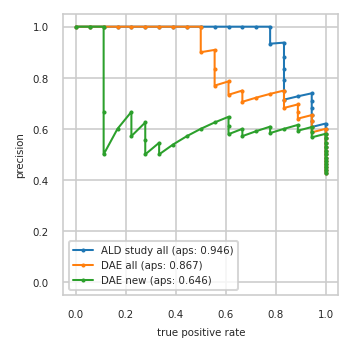 1.0
0.8
0.6
0.4
0.2
0.0
precision
ALD study all (aps: 0.946)
DAE all (aps: 0.867)
DAE new (aps: 0.646)
0.0 0.2 0.4 0.6 0.8 1.0
true positive rate